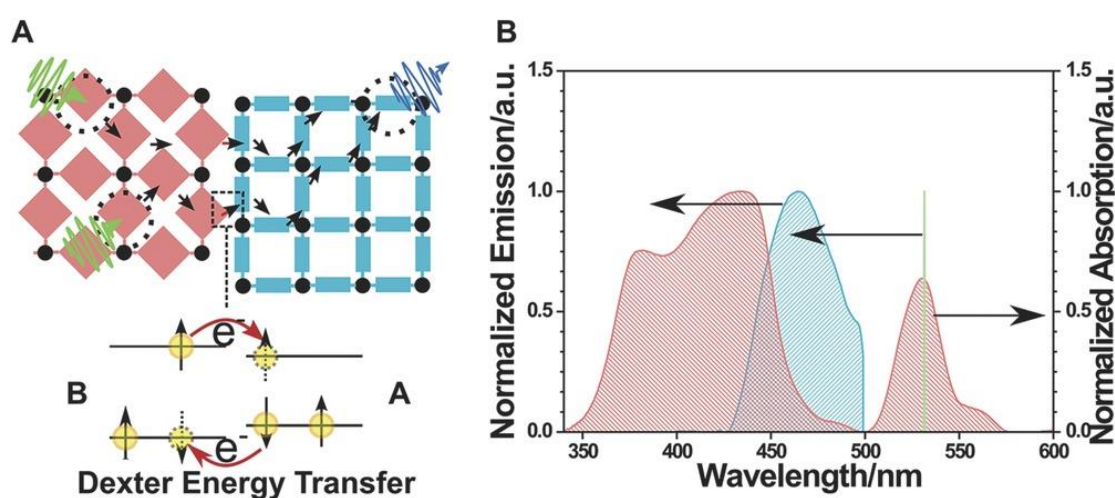 A
B
e-
B
A
e-
Dexter Energy Transfer
1.5
1.0
0.5
0.0
Normalized Emission/a.u.
350
400
450
500
550
600
Wavelength/nm
1.5
1.0
0.5
0.0
Normalized Absorption/a.u.